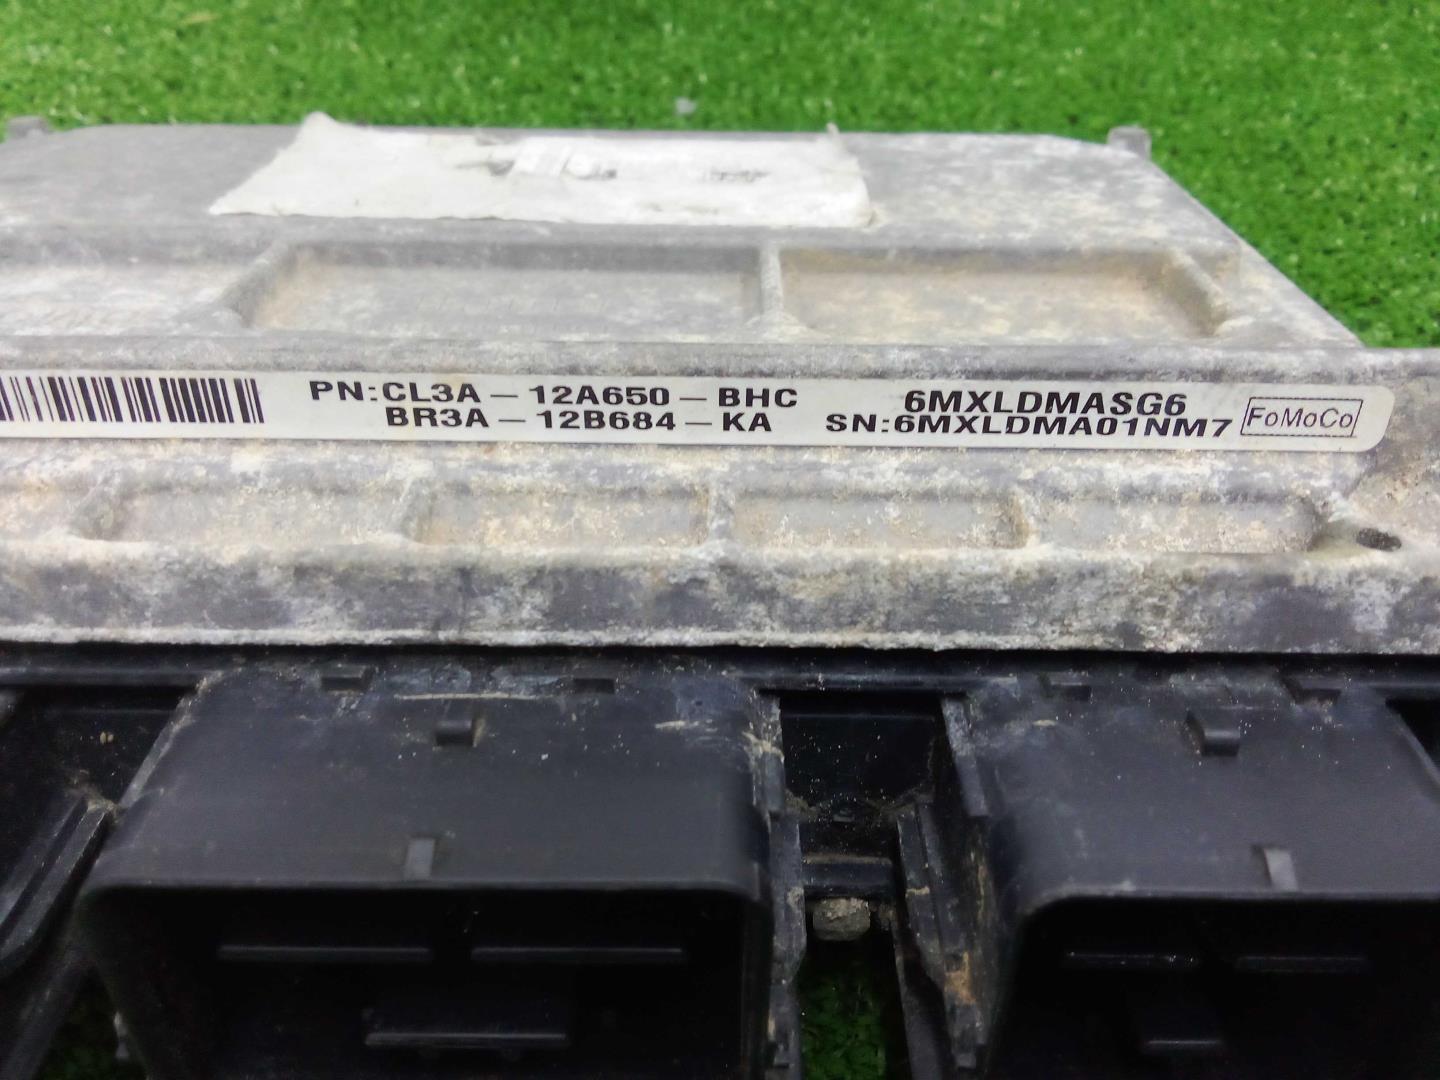 PN:CL3A-12A650-BHC 6MXLDMASG6
BR3A-12B684-KA SN:6MXLDMA01NM7 FoMoCo